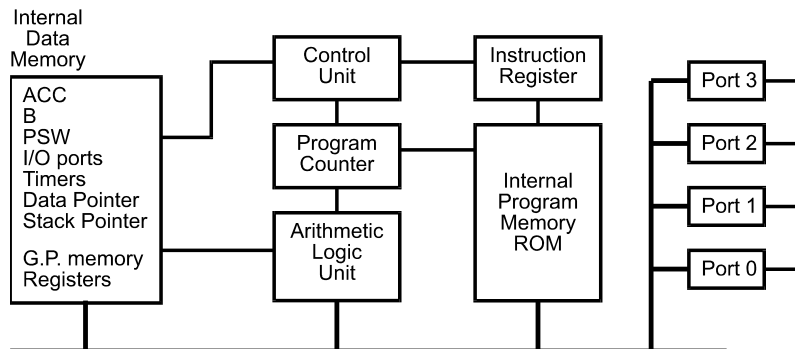 Internal
Data
Memory
ACC
B
PSW
I/O ports
Timers
Data Pointer
Stack Pointer
G.P. memory
Registers
Control
Unit
Program
Counter
Arithmetic
Logic
Unit
Instruction
Register
Internal
Program
Memory
ROM
Port 3
Port 2
Port 1
Port 0